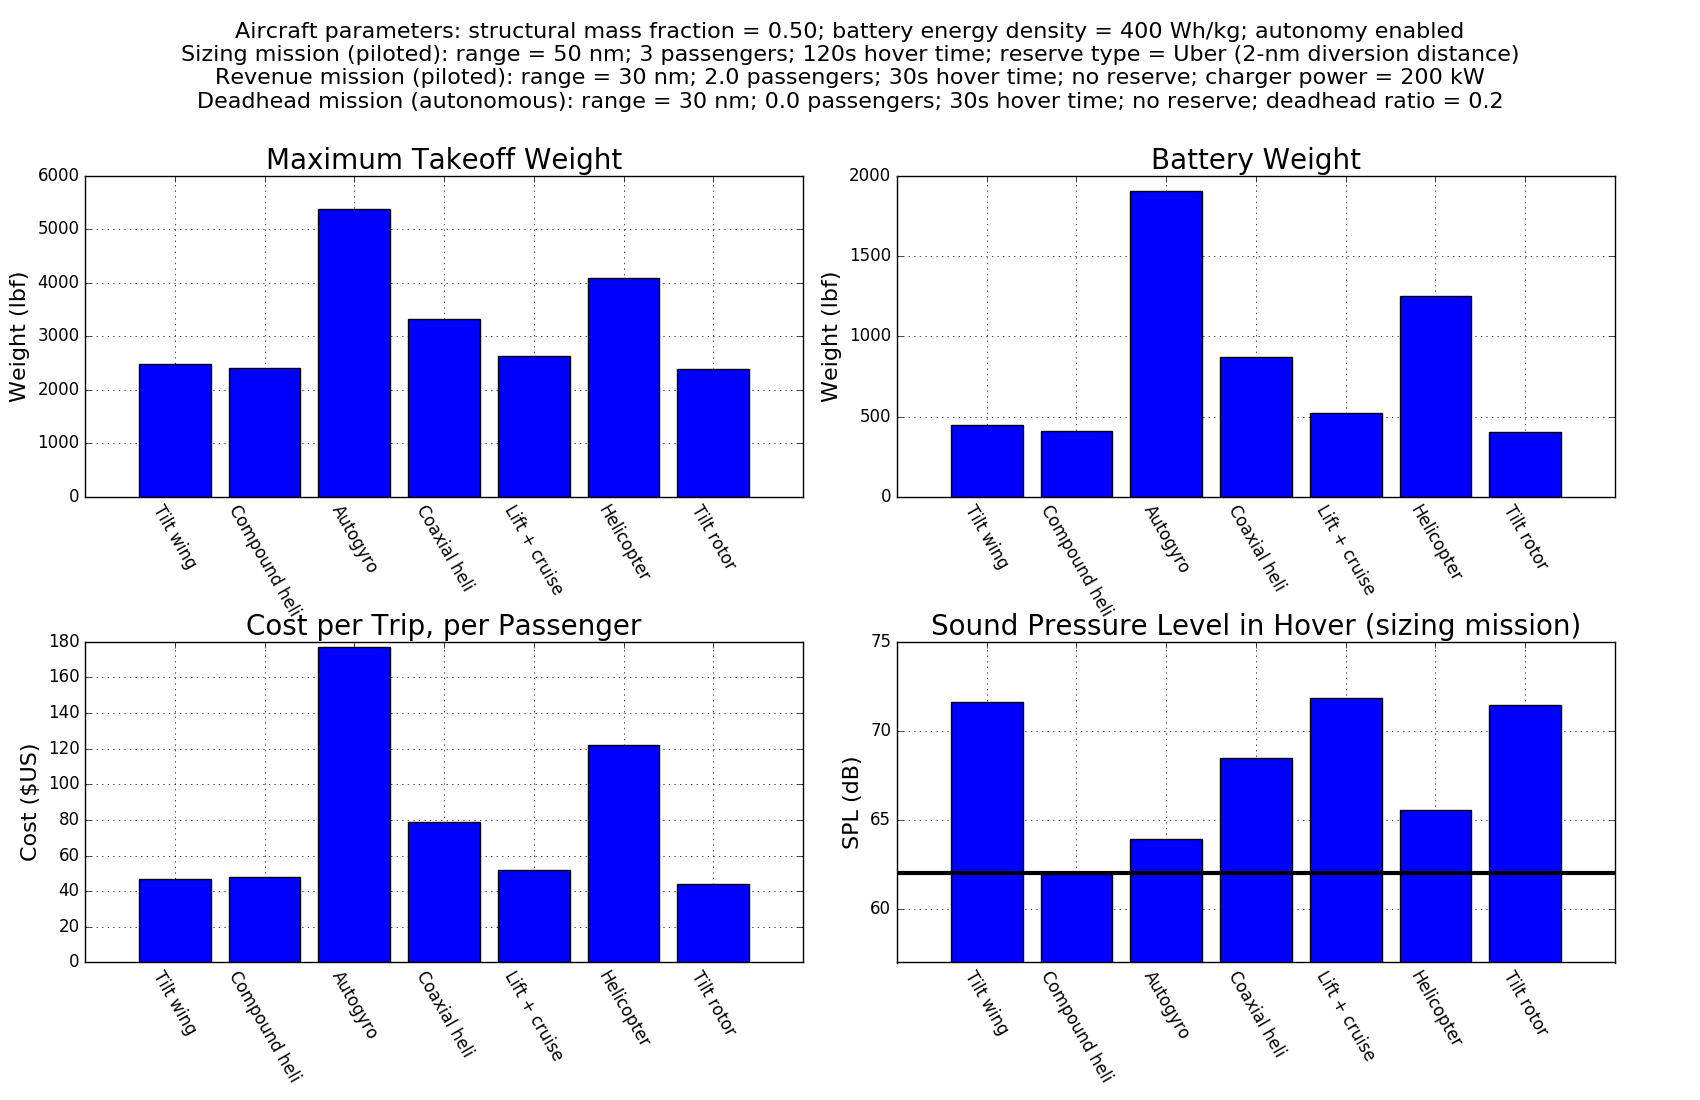 Aircraft parameters: structural mass fraction = 0.50; battery energy density = 400 Wh/kg; autonomy enabled
Sizing mission (piloted): range = 50 nm; 3 passengers; 120s hover time; reserve type = Uber (2-nm diversion distance)
Revenue mission (piloted): range = 30 nm; 2.0 passengers; 30s hover time; no reserve; charger power = 200 kW
Deadhead mission (autonomous): range = 30 nm; 0.0 passengers; 30s hover time; no reserve; deadhead ratio = 0.2
Maximum Takeoff Weight
Weight (lbf)
6000
5000
4000
3000
2000
1000
0
Tilt wing
Compound heli
Autogyro
Coaxial heli
Lift + cruise
Helicopter
Tilt rotor
Battery Weight
Weight (lbf)
2000
1500
1000
500
0
Tilt wing
Compound heli
Autogyro
Coaxial heli
Lift + cruise
Helicopter
Tilt rotor
Cost per Trip, per Passenger
Cost ($US)
180
160
140
120
100
80
60
40
20
0
Tilt wing
Compound heli
Autogyro
Coaxial heli
Lift + cruise
Helicopter
Tilt rotor
Sound Pressure Level in Hover (sizing mission)
SPL (dB)
75
70
65
60
Tilt wing
Compound heli
Autogyro
Coaxial heli
Lift + cruise
Helicopter
Tilt rotor